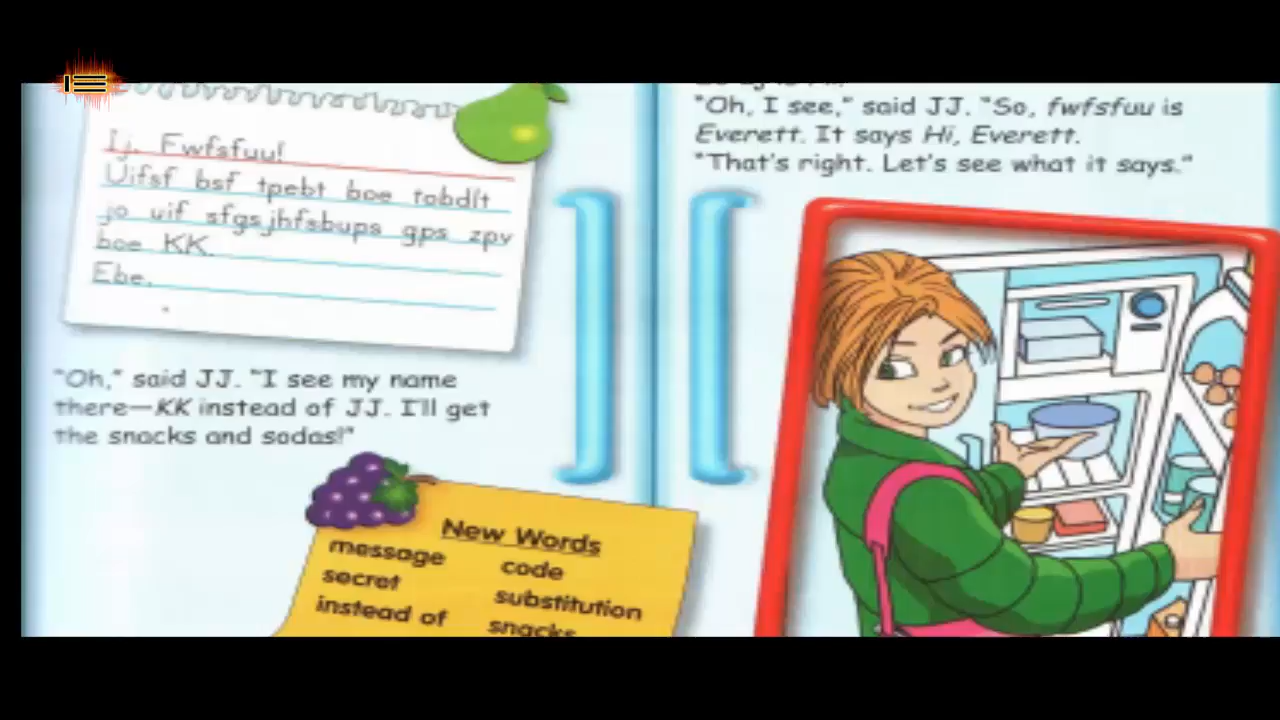 Ij, Fwfsfuu!
Uifsf bsf tpebt boe tobdlt
jo uif sfgsjhfsbups gps zpv
boe KK.
Ebe.
"Oh," said JJ. "I see my name
there—KK instead of JJ. I'll get
the snacks and sodas!"
New Words
message
secret
instead of
code
substitution
snacks
"Oh, I see," said JJ. "So, fwfsfuu is
Everett. It says Hi, Everett.
"That's right. Let's see what it says."